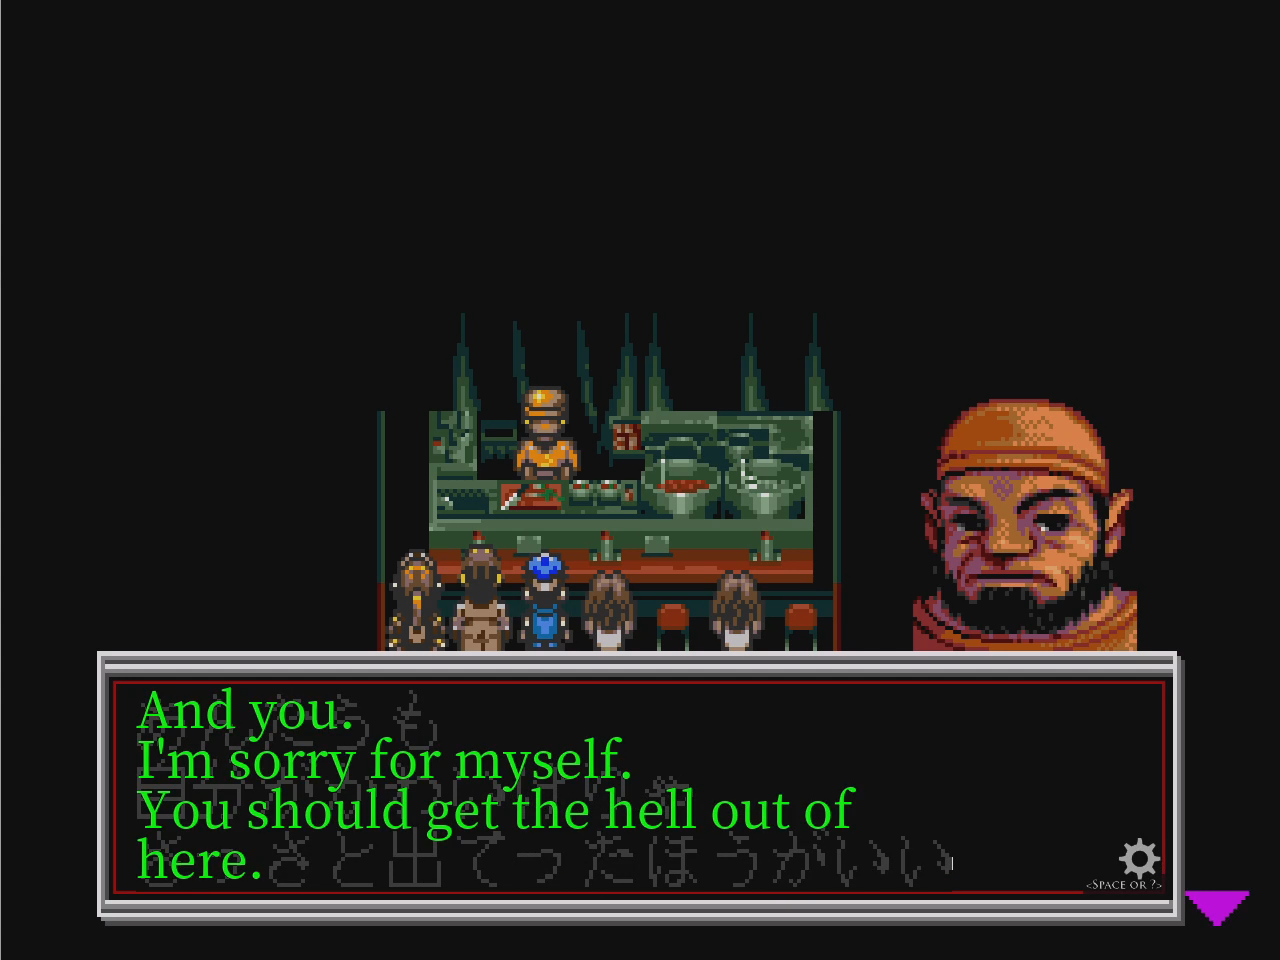 And you.
I'm sorry for myself.
You should get the hell out of
here.
さっさと出てったほうがいい
<SPACE OR ?>